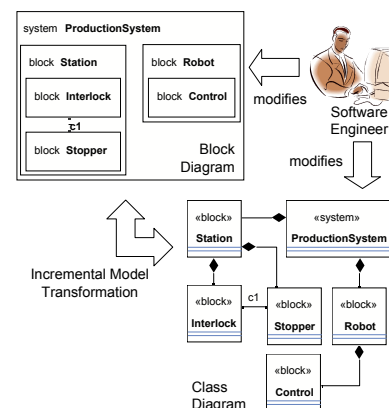 system ProductionSystem
block Station
block Interlock
c1
block Stopper
block Robot
block Control
Block
Diagram
modifies
Software
Engineer
modifies
Incremental Model
Transformation
«block»
Station
«system»
ProductionSystem
«block»
Interlock
c1
«block»
Stopper
«block»
Robot
«block»
Control
Class
Diagram